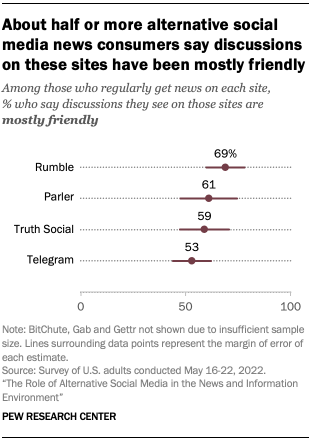 About half or more alternative social
media news consumers say discussions
on these sites have been mostly friendly
Among those who regularly get news on each site,
% who say discussions they see on those sites are
mostly friendly
69%
Rumble
61
Parler
59
Truth Social
53
Telegram
0 50 100
Note: BitChute, Gab and Gettr not shown due to insufficient sample
size. Lines surrounding data points represent the margin of error of
each estimate.
Source: Survey of U.S. adults conducted May 16-22, 2022.
“The Role of Alternative Social Media in the News and Information
Environment”
PEW RESEARCH CENTER